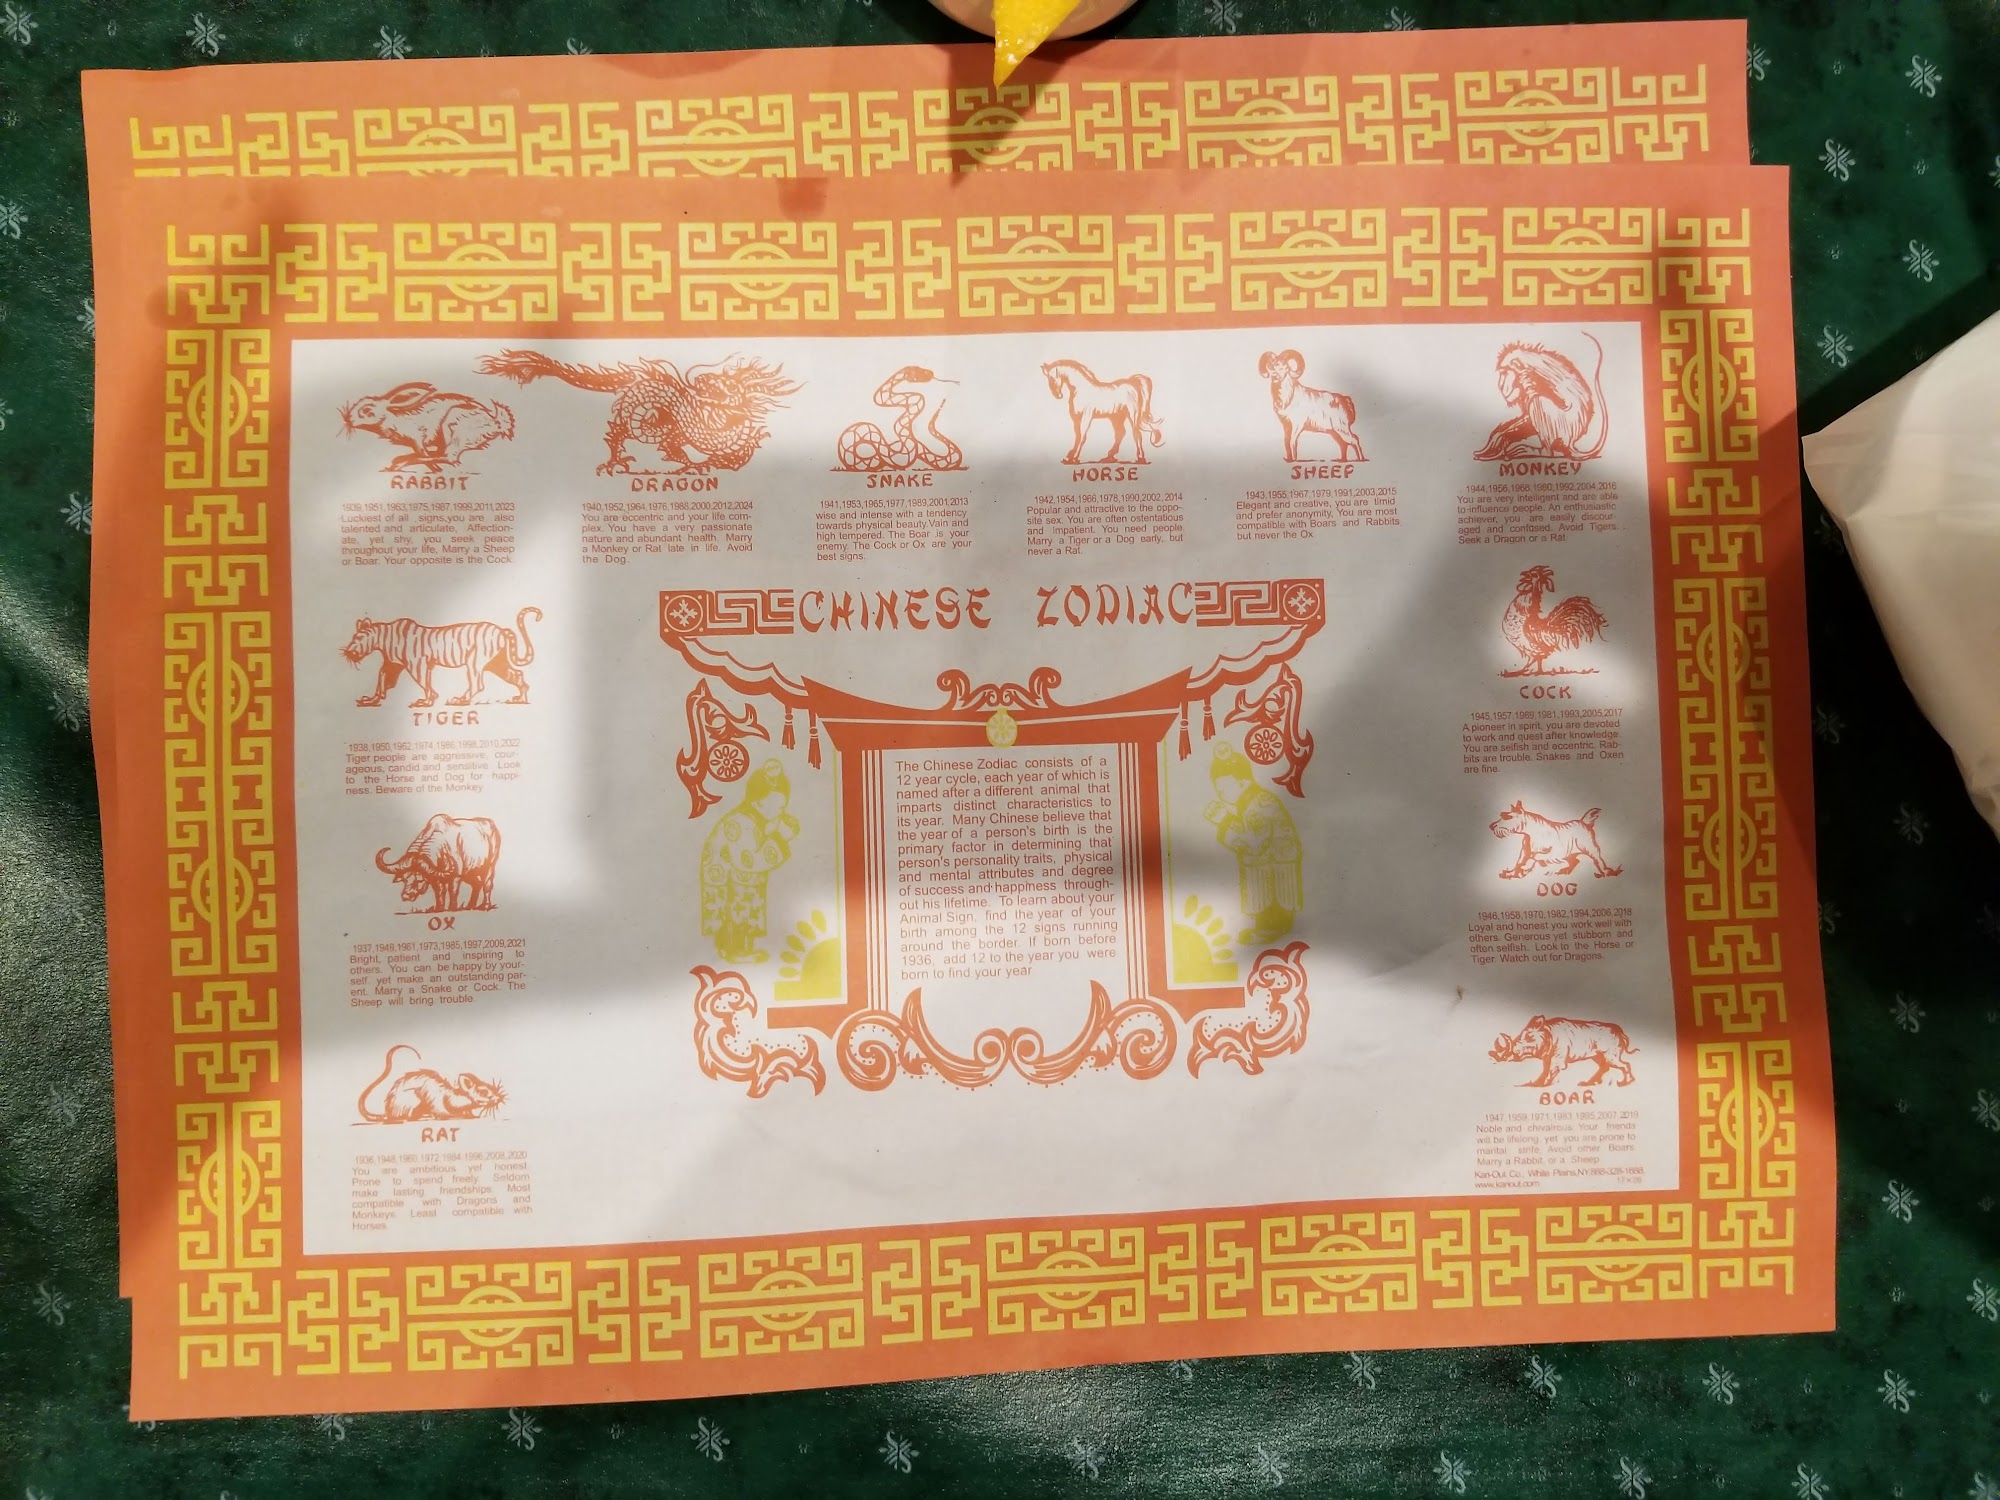 RABBIT
1939,1951,1963,1975,1987,1999,2011,2023
Luckiest of all signs,you are also
talented and articulate, Affection-
ate, yet shy, you seek peace
throughout your life, Marry a Sheep
or Boar. Your opposite is the Cock.
DRAGON
1940,1952,1964,1976,1988,2000,2012,2024
You are eccentric and your life com-
plex. You have a very passionate
nature and abundant health. Marry
a Monkey or Rat late in life. Avoid
the Dog.
SNAKE
1941,1953,1965,1977,1989,2001,2013
wise and intense with a tendency
towards physical beauty.Vain and
high tempered. The Boar is your
enemy. The Cock or Ox are your
best signs.
HORSE
1942,1954,1966,1978,1990,2002, 2014
Popular and attractive to the oppo-
site sex. You are often ostentatious
and impatient. You need people.
Marry a Tiger or a Dog early, but
never a Rat.
SHEEP
1943,1955,1967,1979,1991,2003,2015
Elegant and creative, you are timid
and prefer anonymity. You are most
compatible with Boars and Rabbits
but never the Ox.
MONKEY
1944,1956,1968,1980,1992,2004,2016
You are very intelligent and are able
to influence people. An enthusiastic
achiever, you are easily discour-
aged and confused. Avoid Tigers.
Seek a Dragon or a Rat.
CHINESE ZODIAC
TIGER
1938,1950,1962,1974,1986,1998,2010,2022
Tiger people are aggressive, cour-
ageous, candid and sensitive. Look
to the Horse and Dog for happi-
ness. Beware of the Monkey
COCK
1945,1957,1969,1981,1993,2005,2017
A pioneer in spirit, you are devoted
to work and quest after knowledge.
You are selfish and eccentric. Rab-
bits are trouble. Snakes and Oxen
are fine.
The Chinese Zodiac consists of a
12 year cycle, each year of which is
named after a different animal that
imparts distinct characteristics to
its year. Many Chinese believe that
the year of a person's birth is the
primary factor in determining that
person's personality traits, physical
and mental attributes and degree
of success and happiness through-
out his lifetime. To learn about your
Animal Sign, find the year of your
birth among the 12 signs running
around the border. If born before
1936, add 12 to the year you were
born to find your year
OX
1937,1949,1961,1973,1985,1997,2009,2021
Bright, patient and inspiring to
others. You can be happy by your-
self, yet make an outstanding par-
ent. Marry a Snake or Cock. The
Sheep will bring trouble.
DOG
1946,1958,1970,1982,1994,2006,2018
Loyal and honest you work well with
others. Generous yet stubborn and
often selfish. Look to the Horse or
Tiger. Watch out for Dragons.
RAT
1936,1948,1960,1972,1984,1996,2008,2020
You are ambitious yet honest.
Prone to spend freely. Seldom
make lasting friendships. Most
compatible with Dragons and
Monkeys. Least compatible with
Horses.
BOAR
1947,1959,1971,1983,1995,2007,2019
Noble and chivalrous. Your friends
will be lifelong, yet you are prone to
marital strife. Avoid other Boars.
Marry a Rabbit, or a Sheep
Kari-Out Co., White Plains,NY.888-328-1688.
www.kariout.com